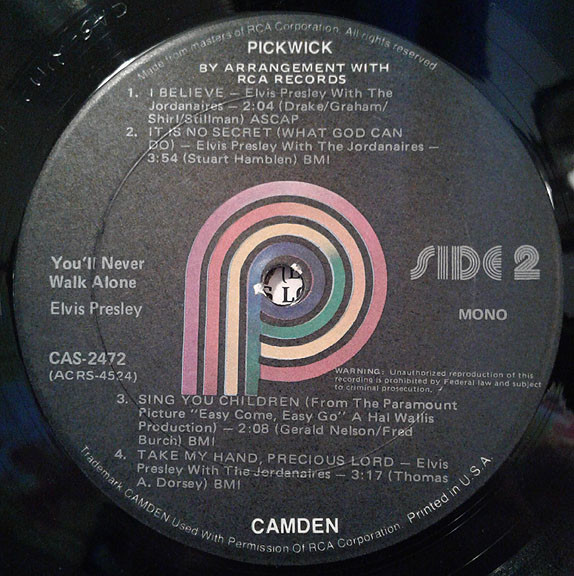 Made from masters of RCA Corporation. All rights reserved.
PICKWICK
BY ARRANGEMENT WITH
RCA RECORDS
1. I BELIEVE — Elvis Presley With The
Jordanaires — 2:04 (Drake/Graham/
Shirl/Stillman) ASCAP
2. IT IS NO SECRET (WHAT GOD CAN
DO) — Elvis Presley With The Jordanaires —
3:54 (Stuart Hamblen) BMI
You'll Never
Walk Alone
Elvis Presley
SIDE 2
MONO
CAS-2472
(ACRS-4524)
WARNING: Unauthorized reproduction of this
recording is prohibited by Federal law and subject
to criminal prosecution.
3. SING YOU CHILDREN (From The Paramount
Picture "Easy Come, Easy Go" A Hal Wallis
Production) — 2:08 (Gerald Nelson/Fred
Burch) BMI
4. TAKE MY HAND, PRECIOUS LORD — Elvis
Presley With The Jordanaires — 3:17 (Thomas
A. Dorsey) BMI
CAMDEN
Trademark CAMDEN Used With Permission Of RCA Corporation. Printed in U.S.A.